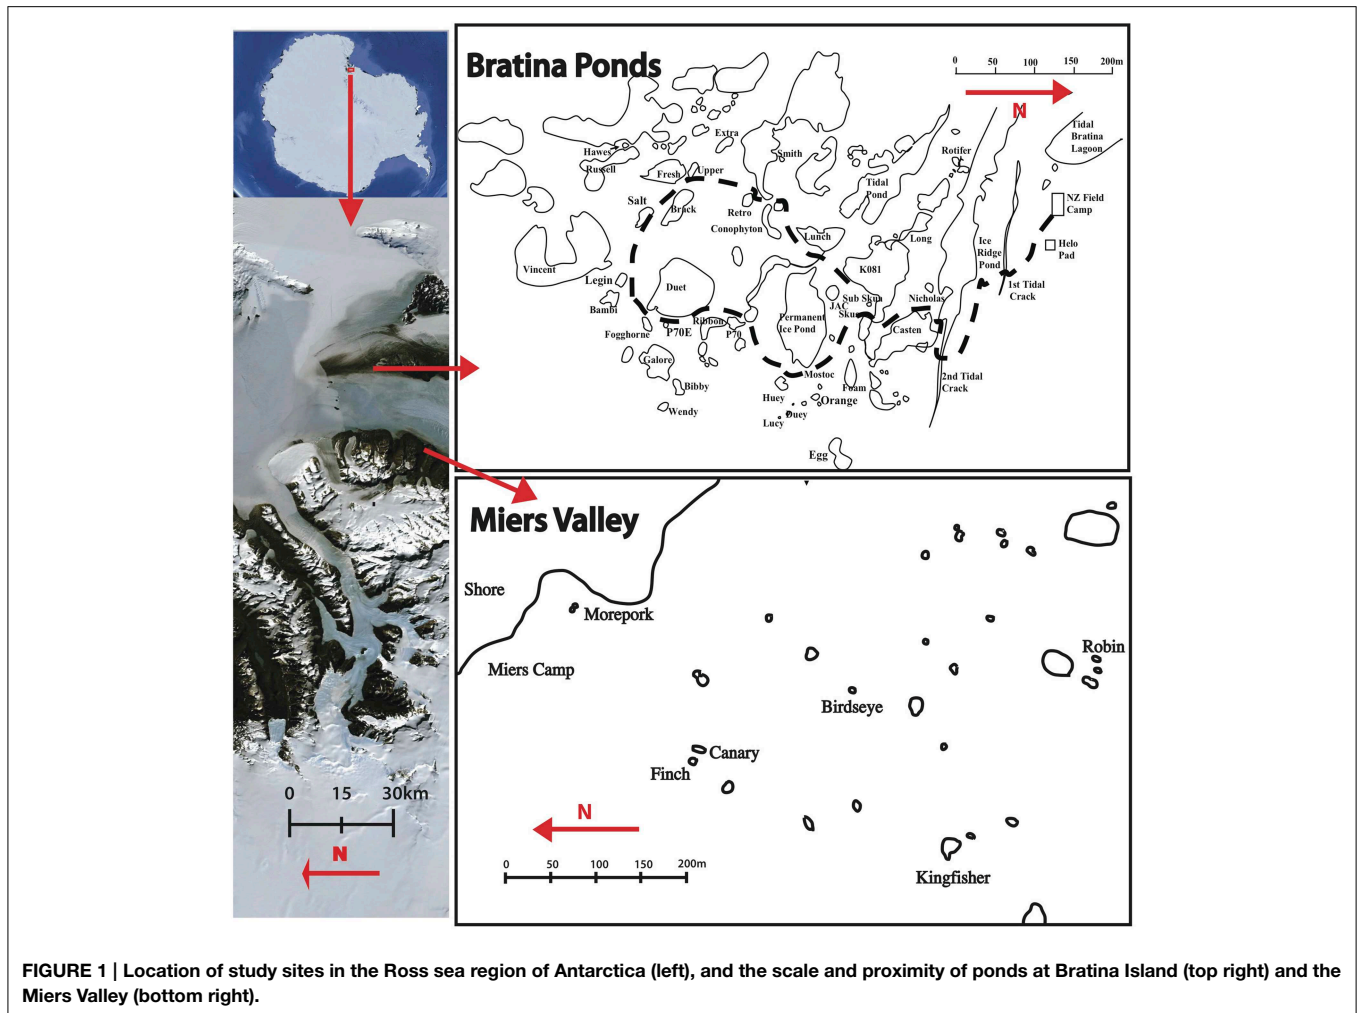 Bratina Ponds
0 50 100 150 200m
N
Tidal
Bratina
Lagoon
Extra
Smith
Rotifer
Hawes
Russell
Fresh
Upper
Tidal
Pond
NZ Field
Camp
Salt
Brack
Retro
Conophyton
Lunch
Long
Ice
Ridge
Pond
Helo
Pad
Vincent
Legin
Duet
K081
1st Tidal
Crack
Bambi
Sub Skua
JAC
Skua
Nicholas
Fogghorne
P70E
Ribbon
P70
Permanent
Ice Pond
Casten
Galore
Mostoc
2nd Tidal
Crack
Bibby
Huey
Foam
Orange
Wendy
Duey
Lucy
Egg
Miers Valley
Shore
Morepork
Miers Camp
Robin
Birdseye
Canary
Finch
N
0 50 100 150 200m
Kingfisher
0 15 30km
N
FIGURE 1 | Location of study sites in the Ross sea region of Antarctica (left), and the scale and proximity of ponds at Bratina Island (top right) and the
Miers Valley (bottom right).